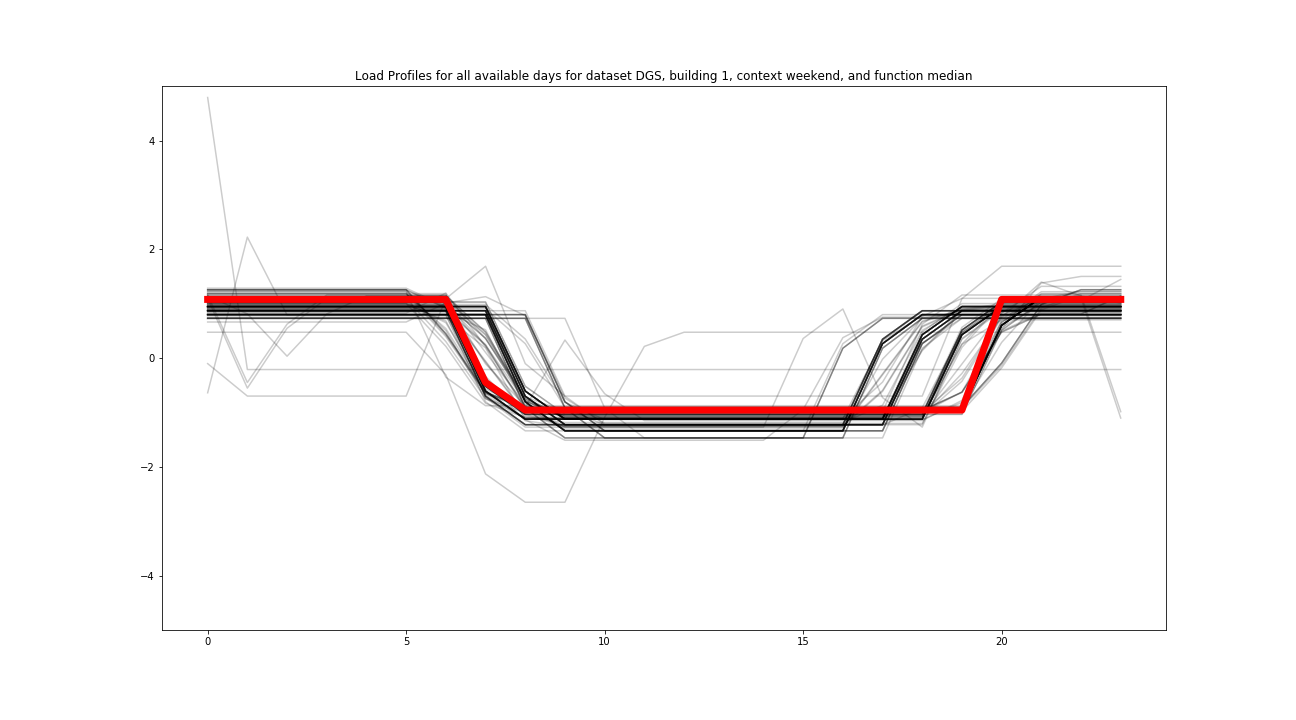 Load Profiles for all available days for dataset DGS, building 1, context weekend, and function median
4
2
0
−2
−4
0 5 10 15 20